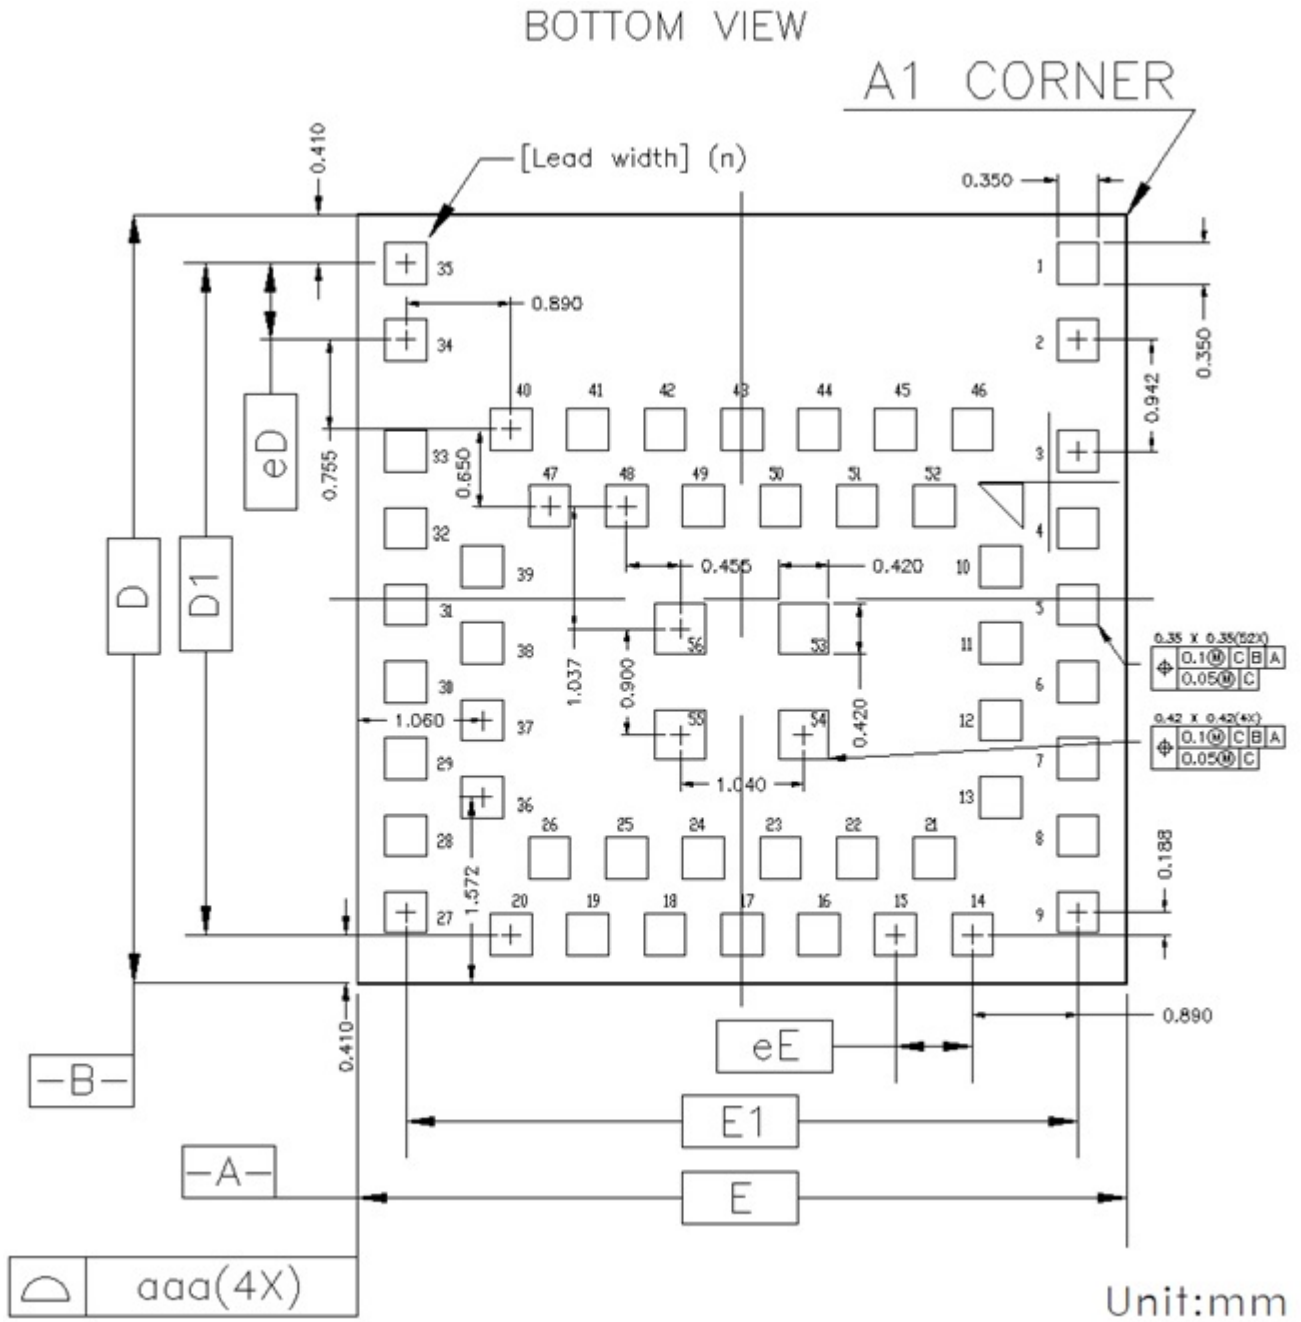 BOTTOM VIEW
A1 CORNER
0.410
[Lead width] (n)
0.350
35
1
0.890
0.350
34
2
0.942
40 41 42 43 44 45 46
eD
0.755
33
0.650
3
47 48 49 50 51 52
32
4
D
D1
39
0.455
0.420
10
31
5
56
53
0.35 X 0.35(52X)
38
11
0.1Ⓜ C B A
0.05Ⓜ C
1.037
0.900
30
6
1.060
37
55
54
0.420
12
0.42 X 0.42(4X)
0.1Ⓜ C B A
0.05Ⓜ C
29
7
1.040
36
13
26 25 24 23 22 21
28
8
0.188
1.572
27
20 19 18 17 16 15 14
9
0.410
0.890
eE
-B-
E1
-A-
E
aaa(4X)
Unit:mm